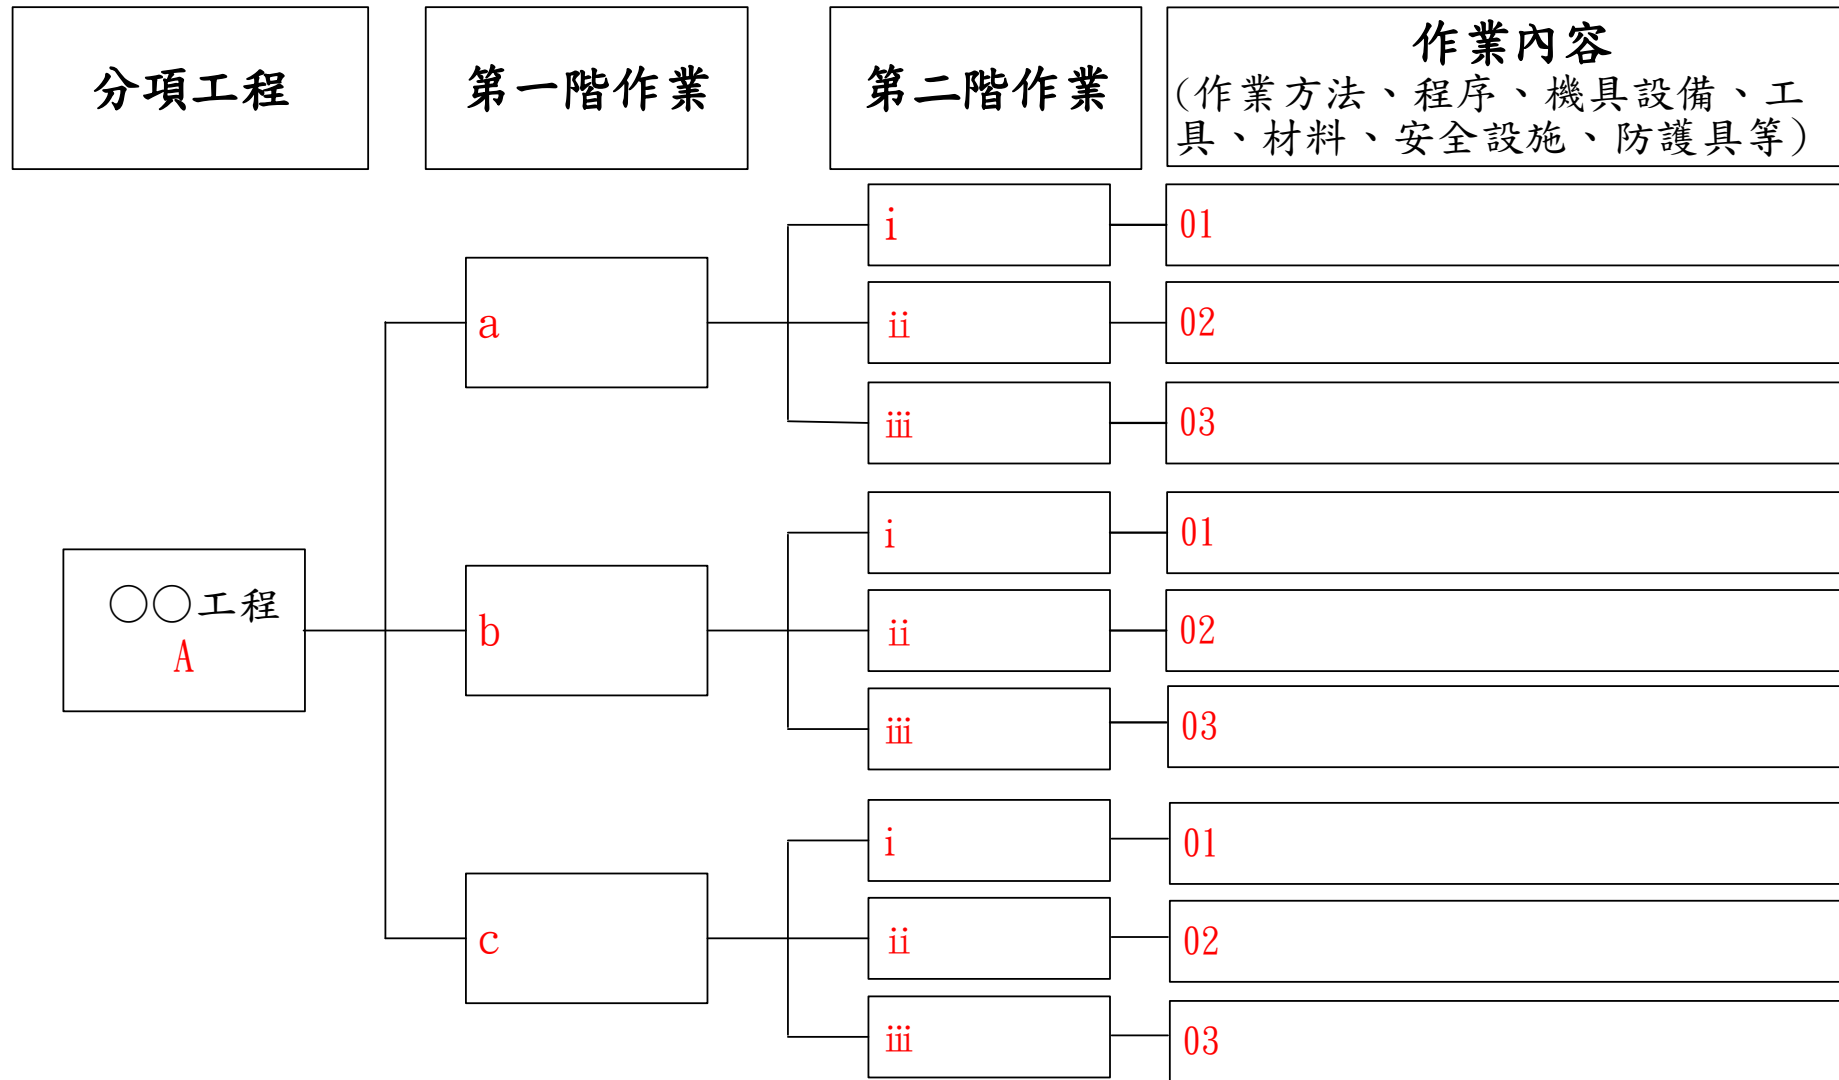 分項工程
第一階作業
第二階作業
作業內容
(作業方法、程序、機具設備、工
具、材料、安全設施、防護具等)
○○工程
A
a
i
01
ii
02
iii
03
b
i
01
ii
02
iii
03
c
i
01
ii
02
iii
03